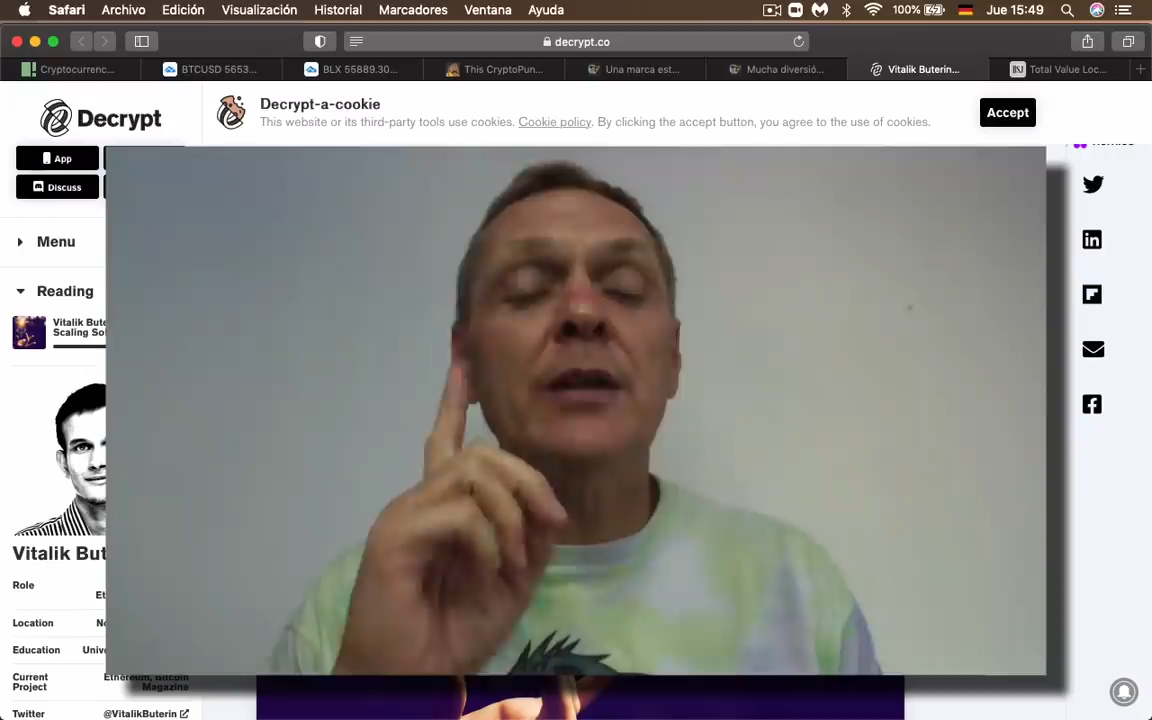 Safari Archivo Edición Visualización Historial Marcadores Ventana Ayuda 100% Jue 15:49
decrypt.co
Cryptocurrenc... BTCUSD 5653... BLX 55889.30... This CryptoPun... Una marca est... Mucha diversió... Vitalik Buterin... Total Value Loc...
Decrypt
Decrypt-a-cookie
This website or its third-party tools use cookies. Cookie policy. By clicking the accept button, you agree to the use of cookies.
Accept
App
Discuss
Menu
Reading
Vitalik Bute
Scaling So
Vitalik But
Role
Et
Location No
Education Unive
Current Project Ethereum, Bitcoin
Magazine
Twitter @VitalikButerin